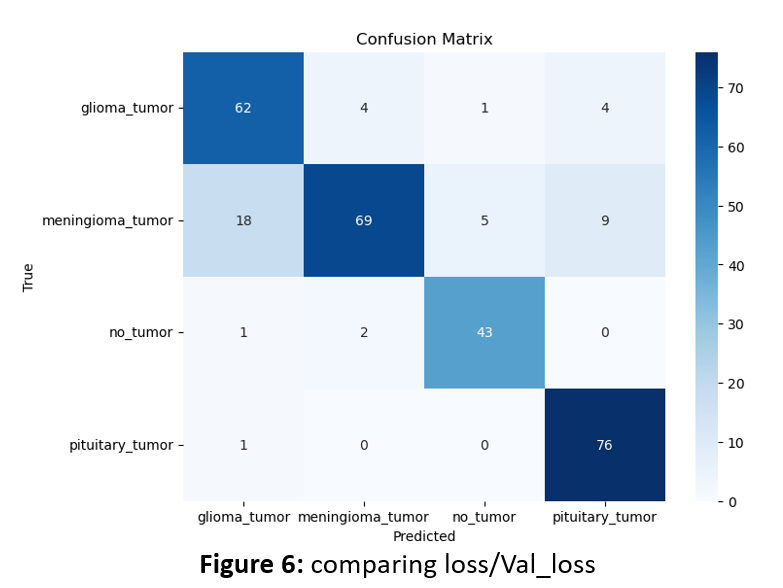 Confusion Matrix
glioma_tumor 62 4 1 4
meningioma_tumor 18 69 5 9
no_tumor 1 2 43 0
pituitary_tumor 1 0 0 76
True
glioma_tumor meningioma_tumor no_tumor pituitary_tumor
Predicted
70
60
50
40
30
20
10
0
Figure 6: comparing loss/Val_loss